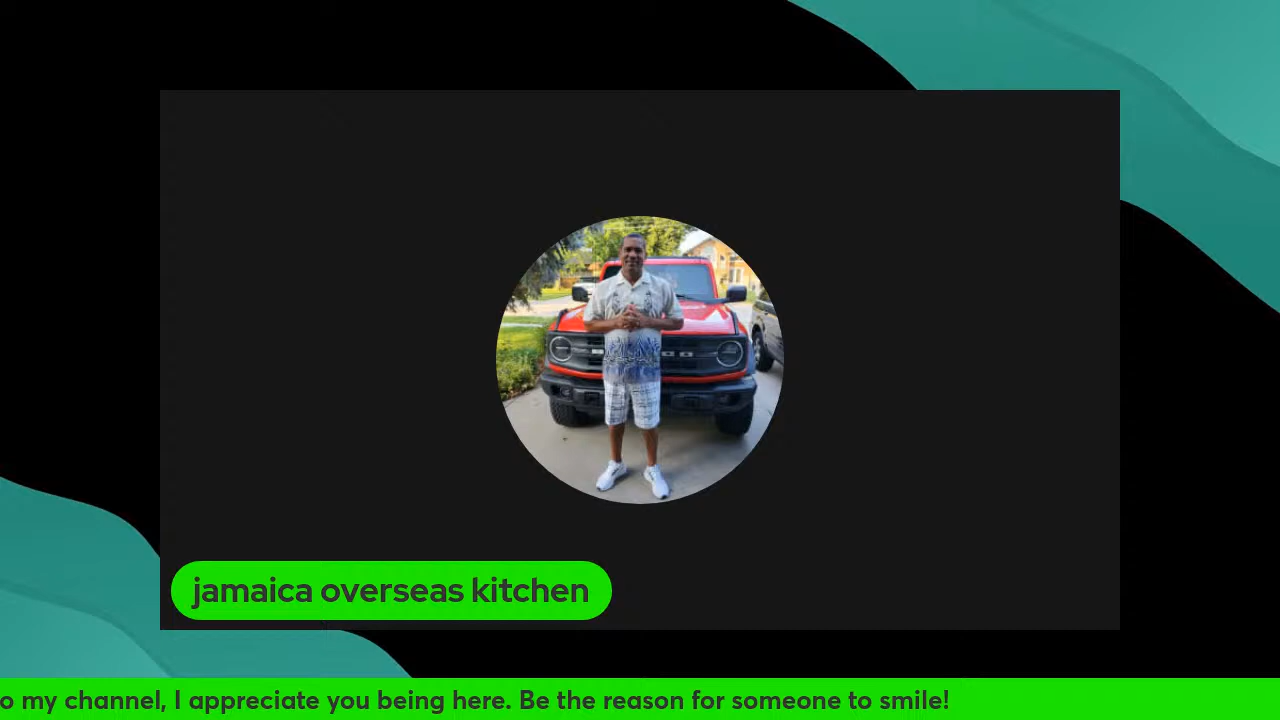 jamaica overseas kitchen
o my channel, I appreciate you being here. Be the reason for someone to smile!